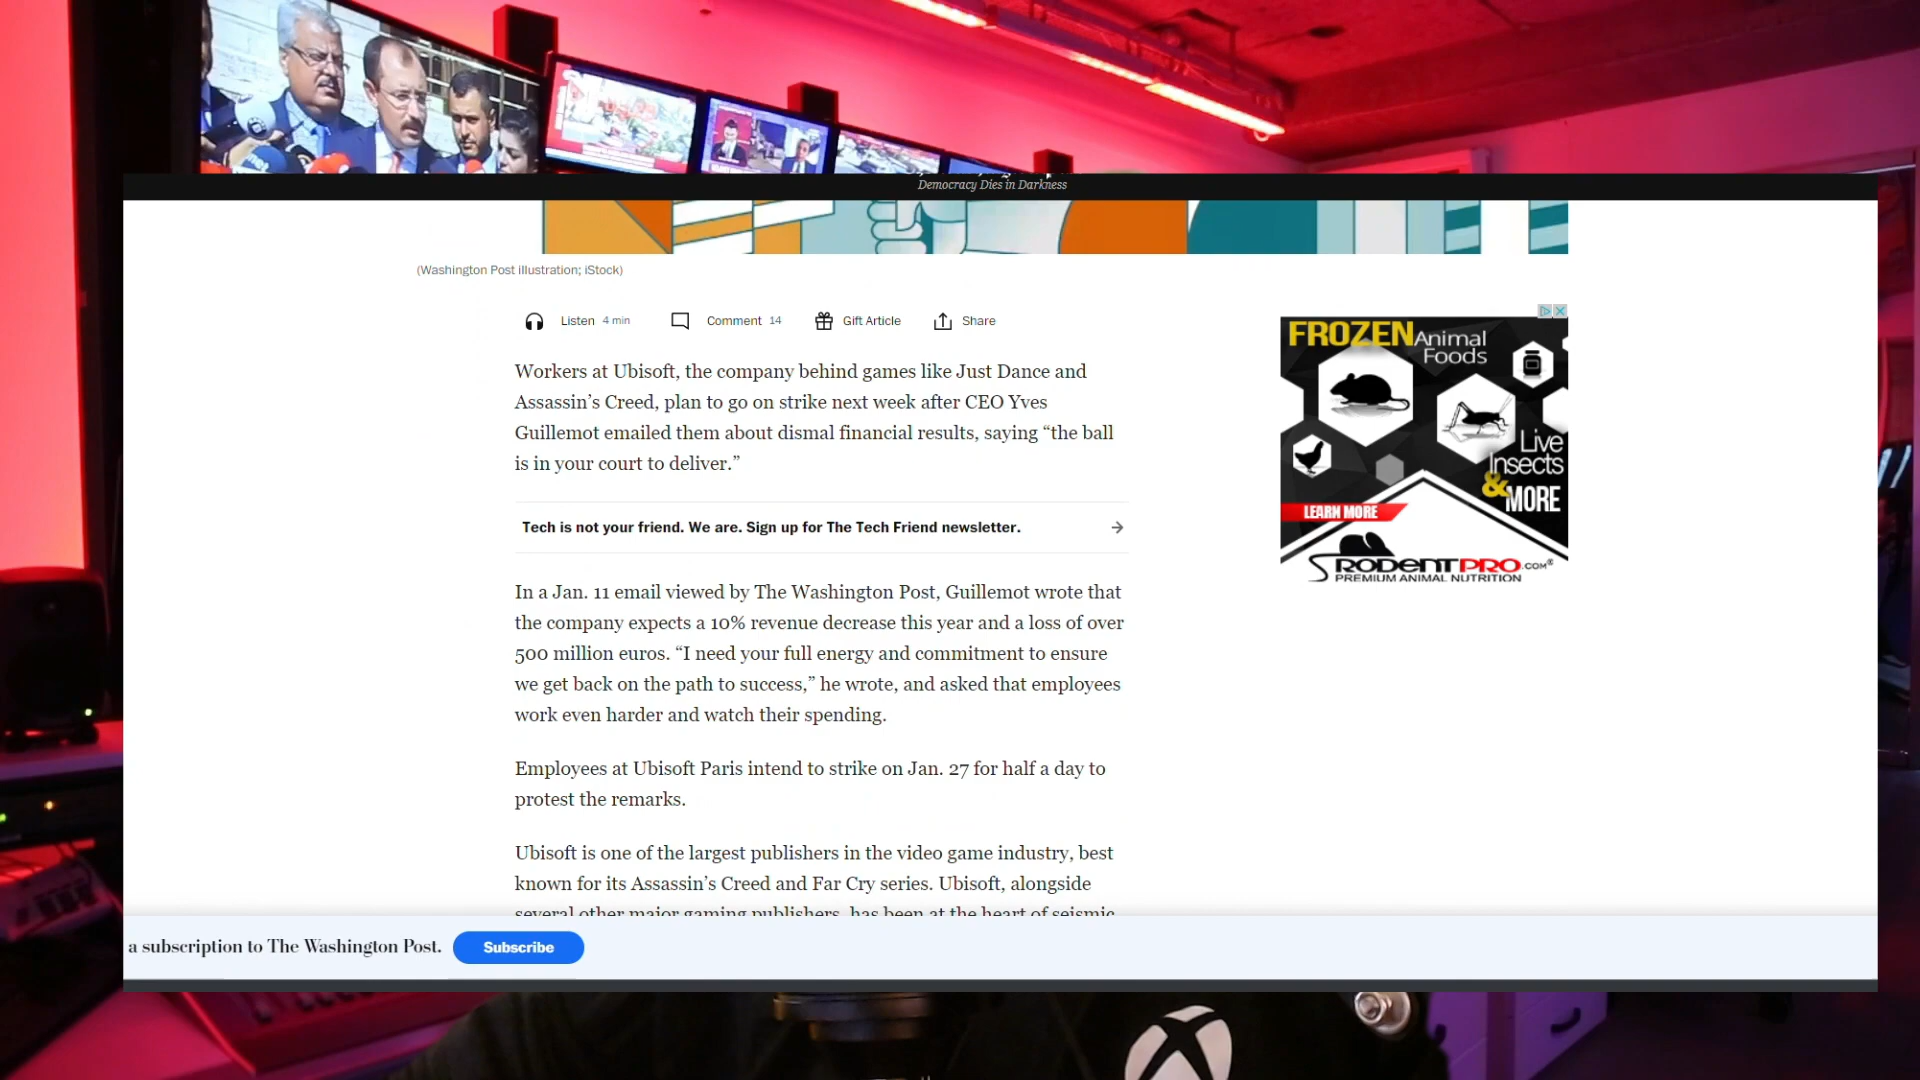 Democracy Dies in Darkness
(Washington Post illustration; iStock)
Listen 4 min Comment 14 Gift Article Share
Workers at Ubisoft, the company behind games like Just Dance and
Assassin’s Creed, plan to go on strike next week after CEO Yves
Guillemot emailed them about dismal financial results, saying “the ball
is in your court to deliver.”
Tech is not your friend. We are. Sign up for The Tech Friend newsletter.
In a Jan. 11 email viewed by The Washington Post, Guillemot wrote that
the company expects a 10% revenue decrease this year and a loss of over
500 million euros. “I need your full energy and commitment to ensure
we get back on the path to success,” he wrote, and asked that employees
work even harder and watch their spending.
Employees at Ubisoft Paris intend to strike on Jan. 27 for half a day to
protest the remarks.
Ubisoft is one of the largest publishers in the video game industry, best
known for its Assassin’s Creed and Far Cry series. Ubisoft, alongside
several other major gaming publishers, has been at the heart of seismic
FROZEN Animal
Foods
Live
Insects
& MORE
LEARN MORE
RODENTPRO.COM®
PREMIUM ANIMAL NUTRITION
a subscription to The Washington Post.
Subscribe